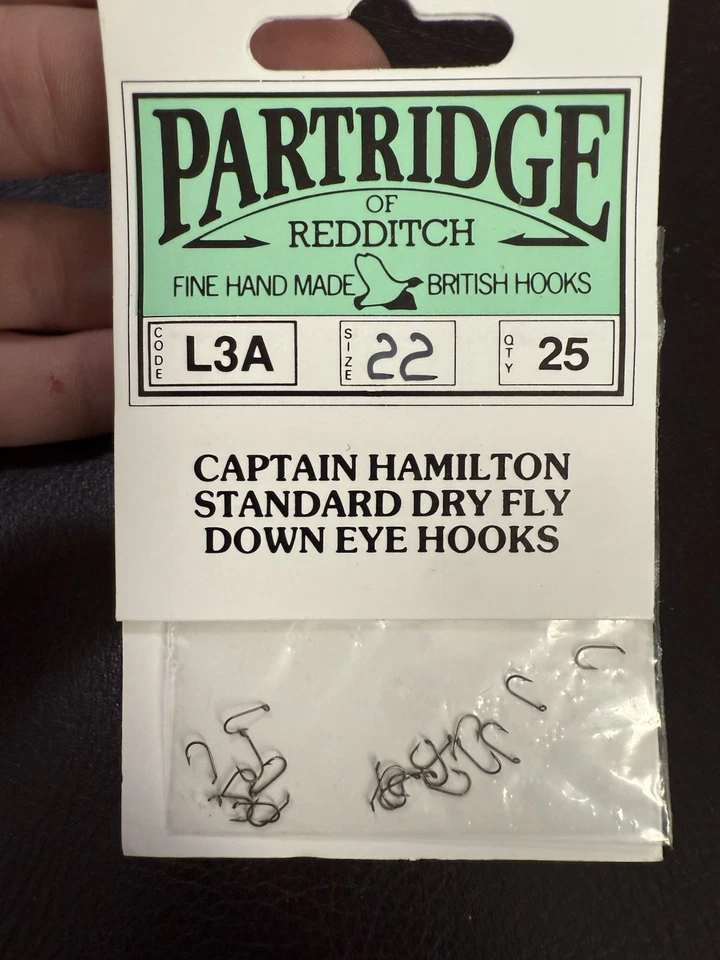 PARTRIDGE
OF
REDDITCH
FINE HAND MADE BRITISH HOOKS
CODE L3A SIZE 22 QTY 25
CAPTAIN HAMILTON
STANDARD DRY FLY
DOWN EYE HOOKS